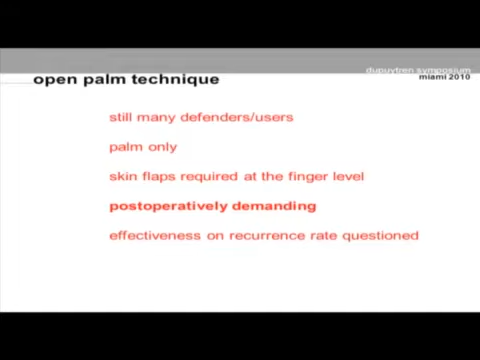 dupuytren symposium
miami 2010
open palm technique
still many defenders/users
palm only
skin flaps required at the finger level
postoperatively demanding
effectiveness on recurrence rate questioned